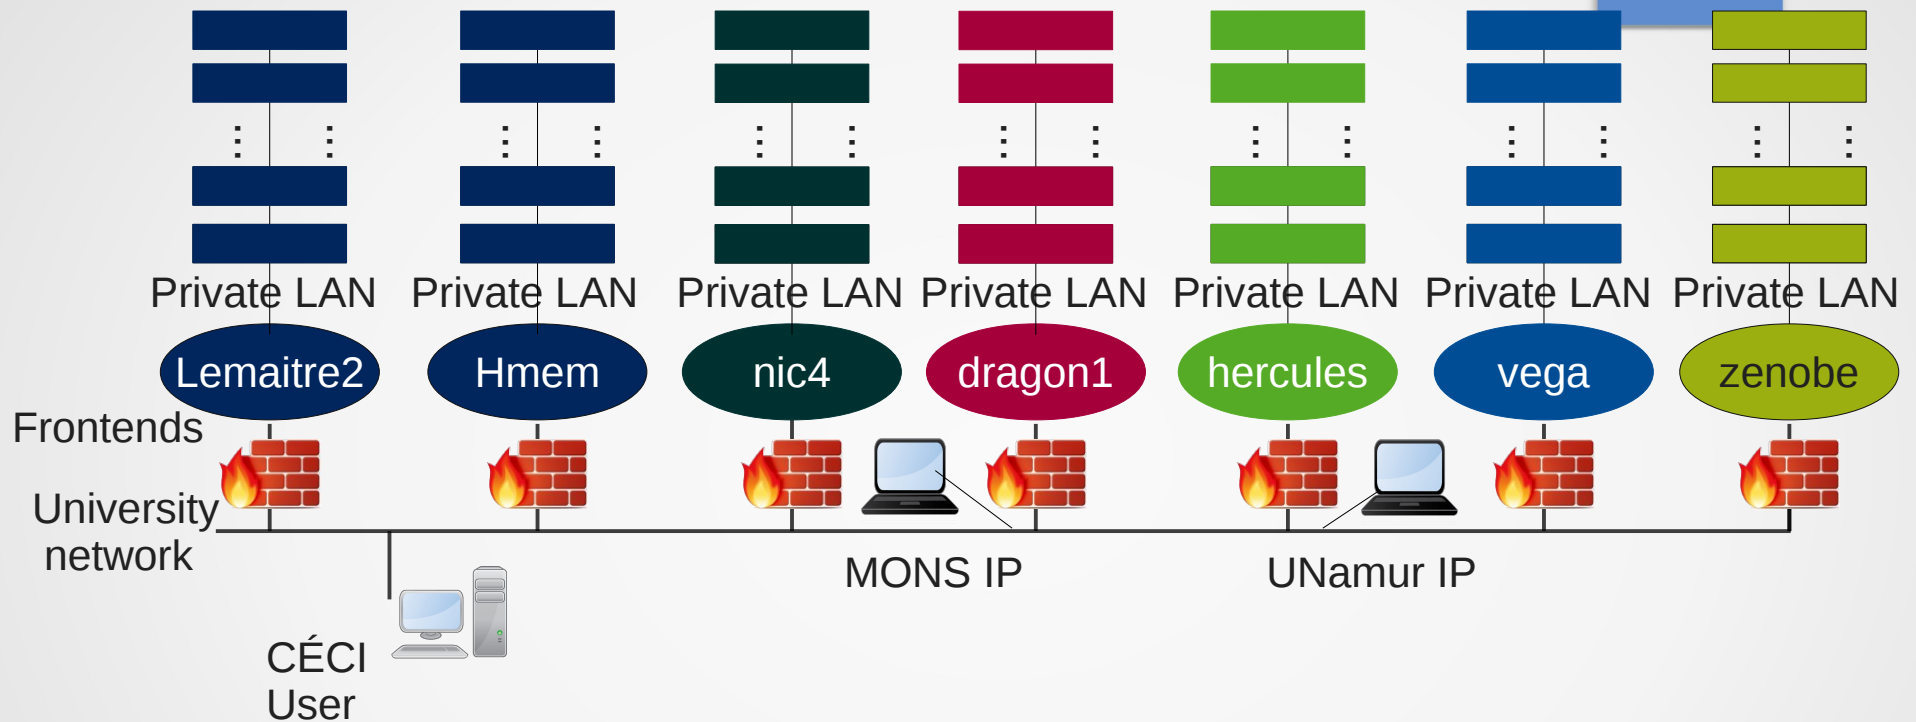 Private LAN
Private LAN
Private LAN
Private LAN
Private LAN
Private LAN
Private LAN
Lemaitre2
Hmem
nic4
dragon1
hercules
vega
zenobe
Frontends
University
network
MONS IP
UNamur IP
CÉCI
User